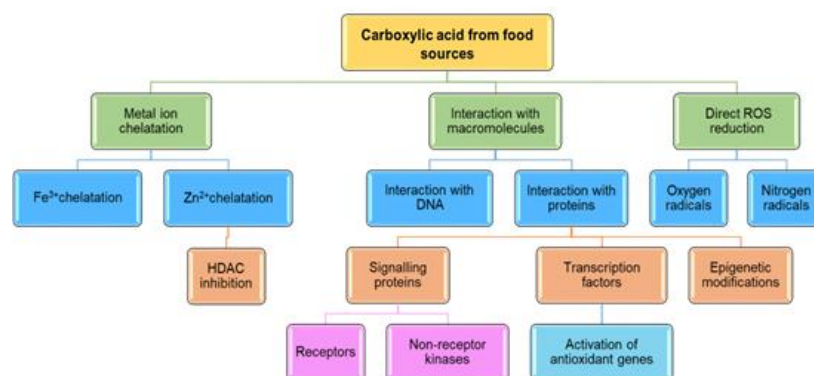 Carboxylic acid from food
sources
Metal ion
chelatation
Interaction with
macromolecules
Direct ROS
reduction
Fe³⁺chelatation
Zn²⁺chelatation
Interaction with
DNA
Interaction with
proteins
Oxygen
radicals
Nitrogen
radicals
HDAC
inhibition
Signalling
proteins
Transcription
factors
Epigenetic
modifications
Receptors
Non-receptor
kinases
Activation of
antioxidant genes